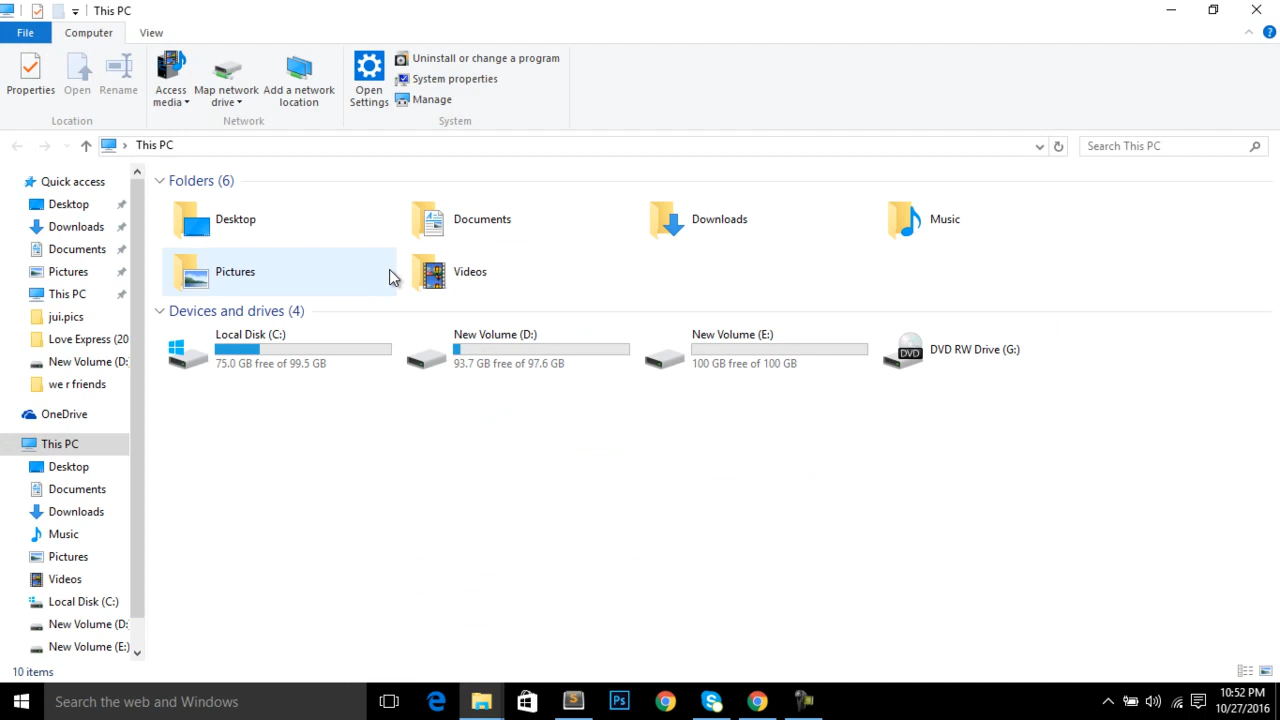 This PC
File
Computer
View
Properties
Open
Rename
Access media
Map network drive
Add a network location
Open Settings
Uninstall or change a program
System properties
Manage
Location
Network
System
This PC
Search This PC
Quick access
Desktop
Downloads
Documents
Pictures
This PC
jui.pics
Love Express (20
New Volume (D:
we r friends
OneDrive
This PC
Desktop
Documents
Downloads
Music
Pictures
Videos
Local Disk (C:)
New Volume (D:
New Volume (E:)
Folders (6)
Desktop
Documents
Downloads
Music
Pictures
Videos
Devices and drives (4)
Local Disk (C:)
75.0 GB free of 99.5 GB
New Volume (D:)
93.7 GB free of 97.6 GB
New Volume (E:)
100 GB free of 100 GB
DVD
DVD RW Drive (G:)
10 items
Search the web and Windows
S
Ps
10:52 PM
10/27/2016